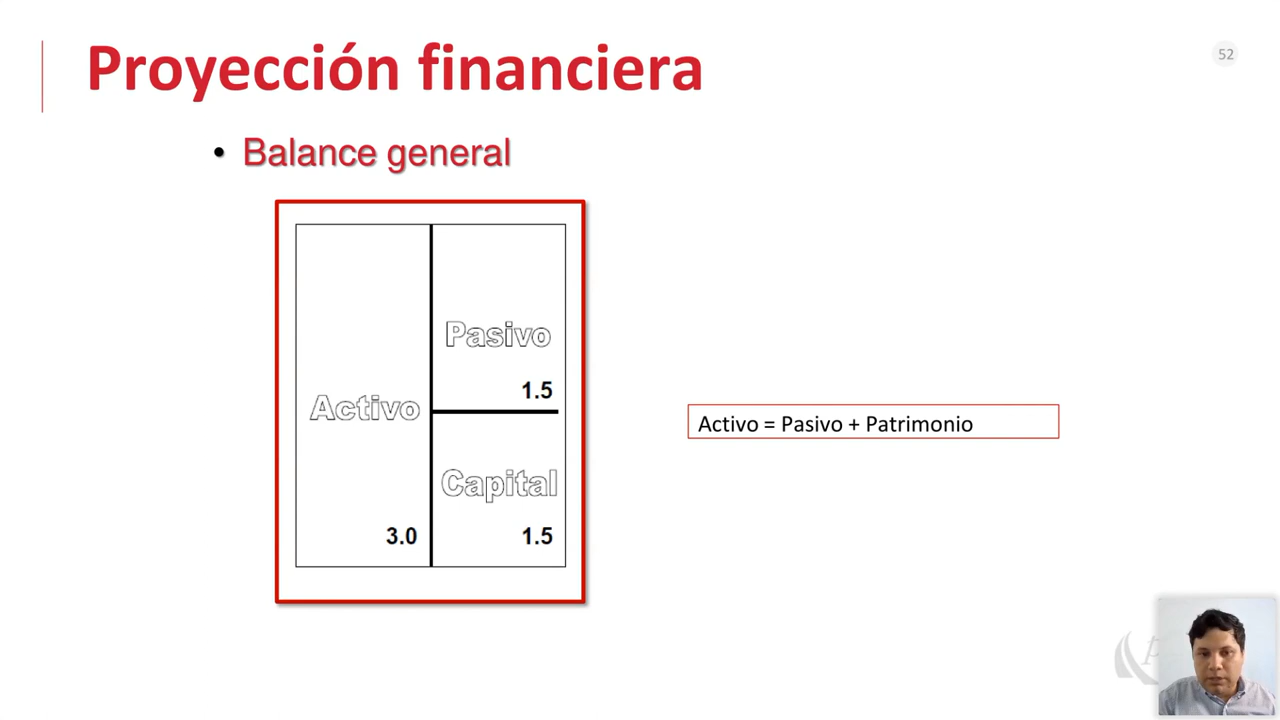 Proyección financiera
52
• Balance general
Pasivo
1.5
Activo
Capital
3.0
1.5
Activo = Pasivo + Patrimonio